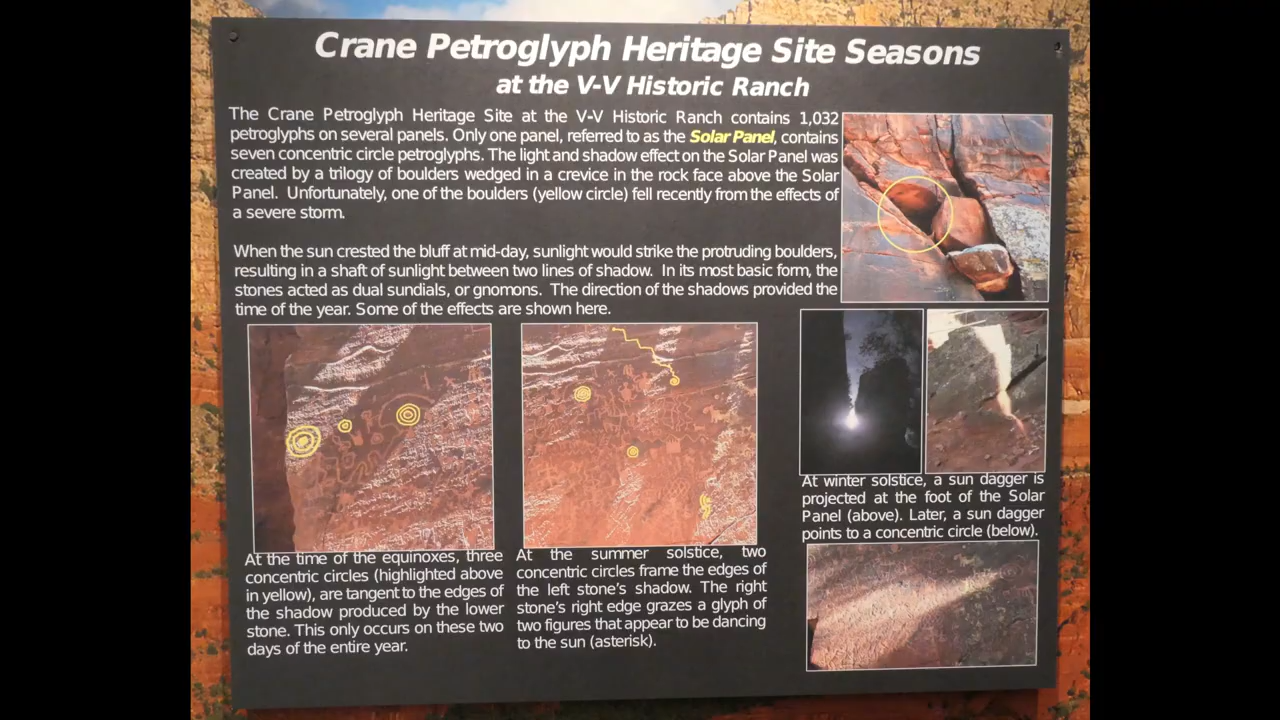 Crane Petroglyph Heritage Site Seasons
at the V-V Historic Ranch
The Crane Petroglyph Heritage Site at the V-V Historic Ranch contains 1,032
petroglyphs on several panels. Only one panel, referred to as the Solar Panel, contains
seven concentric circle petroglyphs. The light and shadow effect on the Solar Panel was
created by a trilogy of boulders wedged in a crevice in the rock face above the Solar
Panel. Unfortunately, one of the boulders (yellow circle) fell recently from the effects of
a severe storm.
When the sun crested the bluff at mid-day, sunlight would strike the protruding boulders,
resulting in a shaft of sunlight between two lines of shadow. In its most basic form, the
stones acted as dual sundials, or gnomons. The direction of the shadows provided the
time of the year. Some of the effects are shown here.
At the time of the equinoxes, three
concentric circles (highlighted above
in yellow), are tangent to the edges of
the shadow produced by the lower
stone. This only occurs on these two
days of the entire year.
At the summer solstice, two
concentric circles frame the edges of
the left stone's shadow. The right
stone's right edge grazes a glyph of
two figures that appear to be dancing
to the sun (asterisk).
At winter solstice, a sun dagger is
projected at the foot of the Solar
Panel (above). Later, a sun dagger
points to a concentric circle (below).